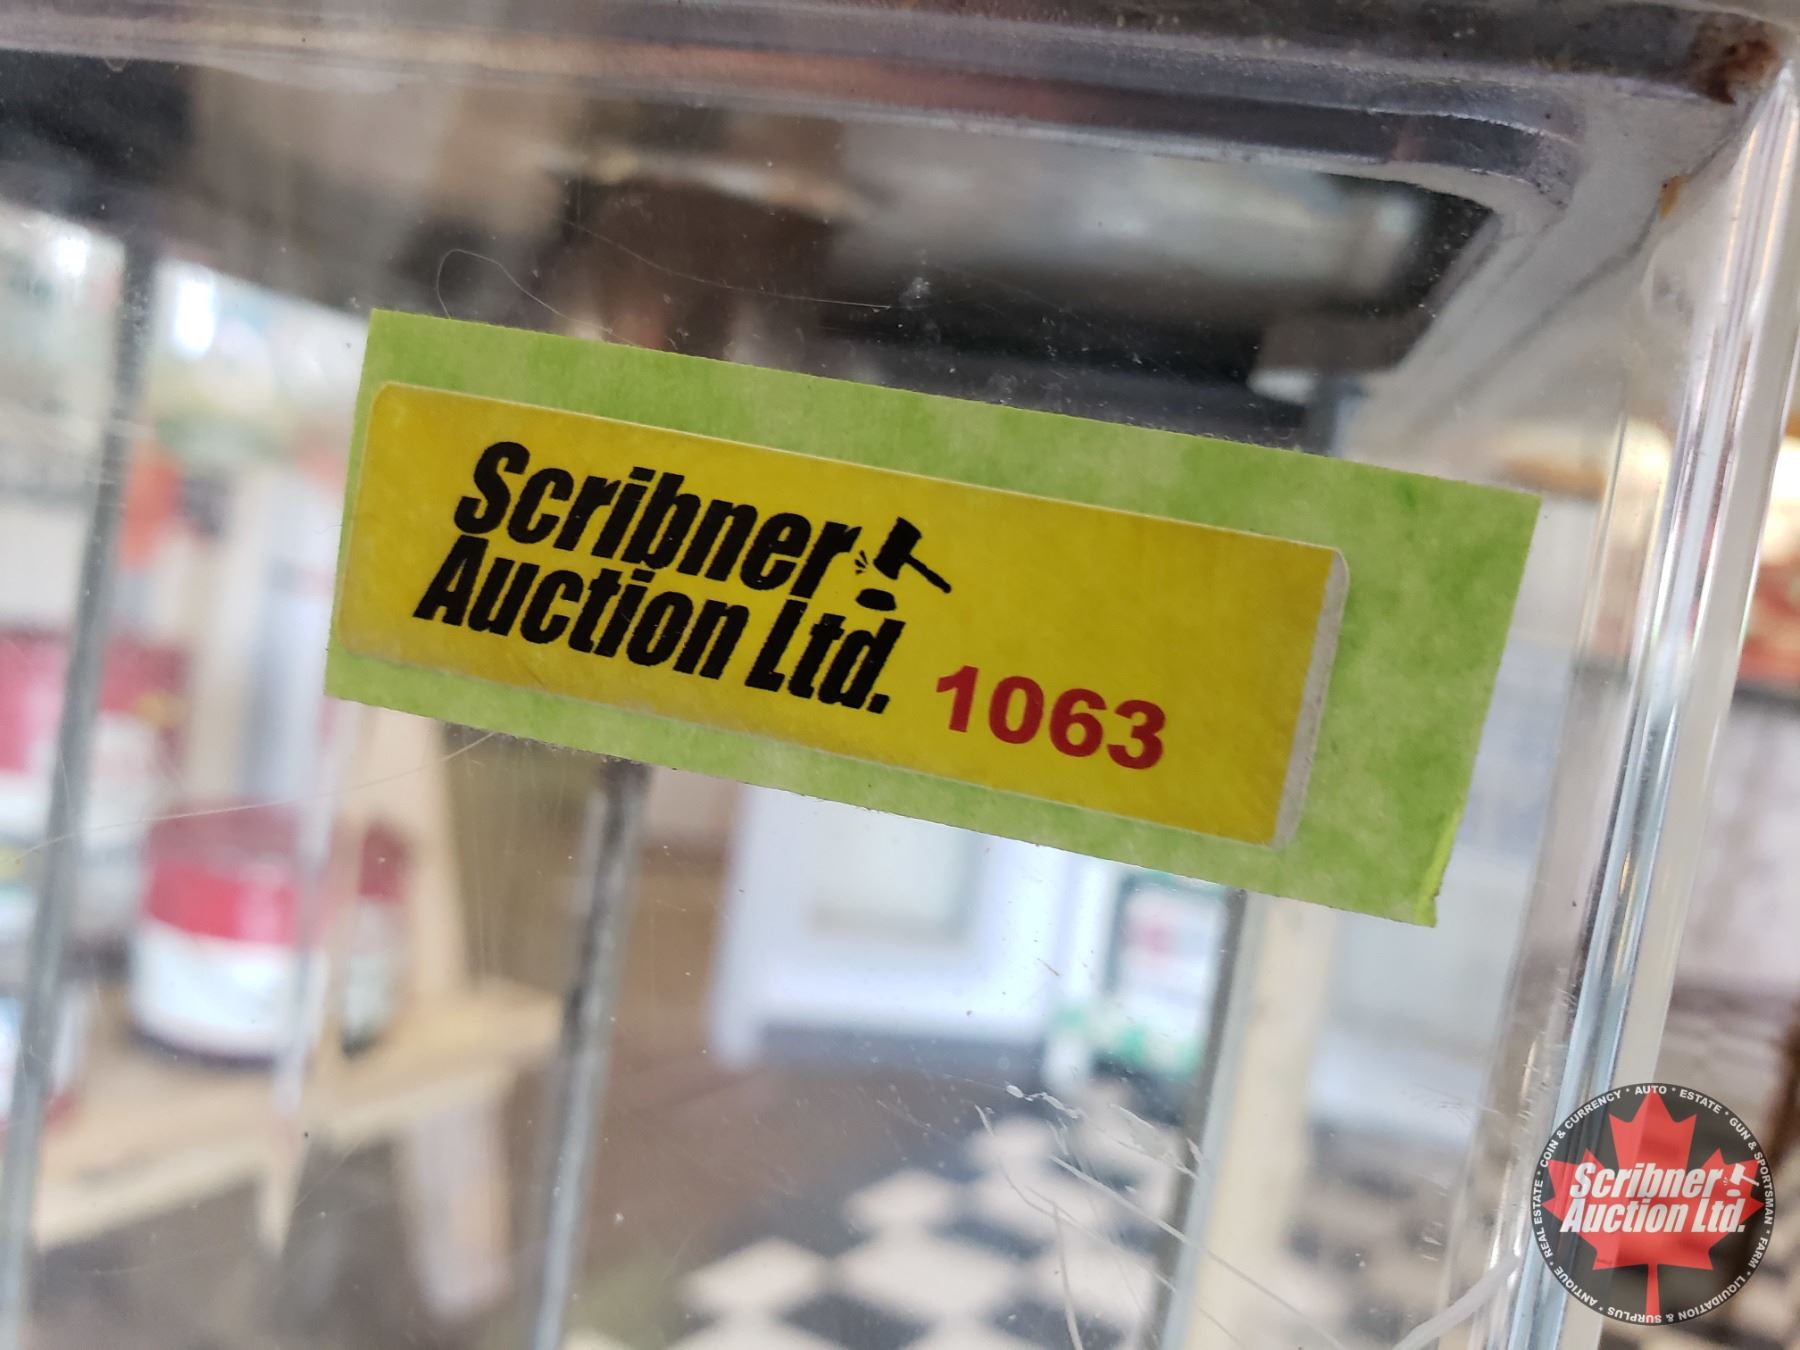 Scribner
Auction Ltd.
1063
REAL ESTATE · COIN & CURRENCY · AUTO · ESTATE · GUN & SPORTSMAN · FARM · LIQUIDATION & SURPLUS · ANTIQUE ·
Scribner
Auction Ltd.